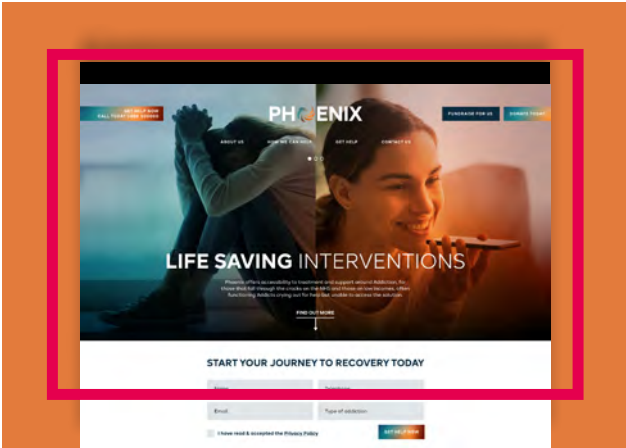 GET HELP NOW
PHOENIX
FUNDRAISE FOR US
DONATE TODAY
ABOUT US
HOW WE CAN HELP
GET HELP
CONTACT US
LIFE SAVING INTERVENTIONS
Phoenix offers accessibility to treatment and support around Addiction, for
those that fall through the cracks on the NHS and those on low incomes, often
functioning Addicts crying out for help but unable to access the solution.
FIND OUT MORE
START YOUR JOURNEY TO RECOVERY TODAY
Name
Telephone
Email
Type of addiction
I have read & accepted the Privacy Policy
GET HELP NOW